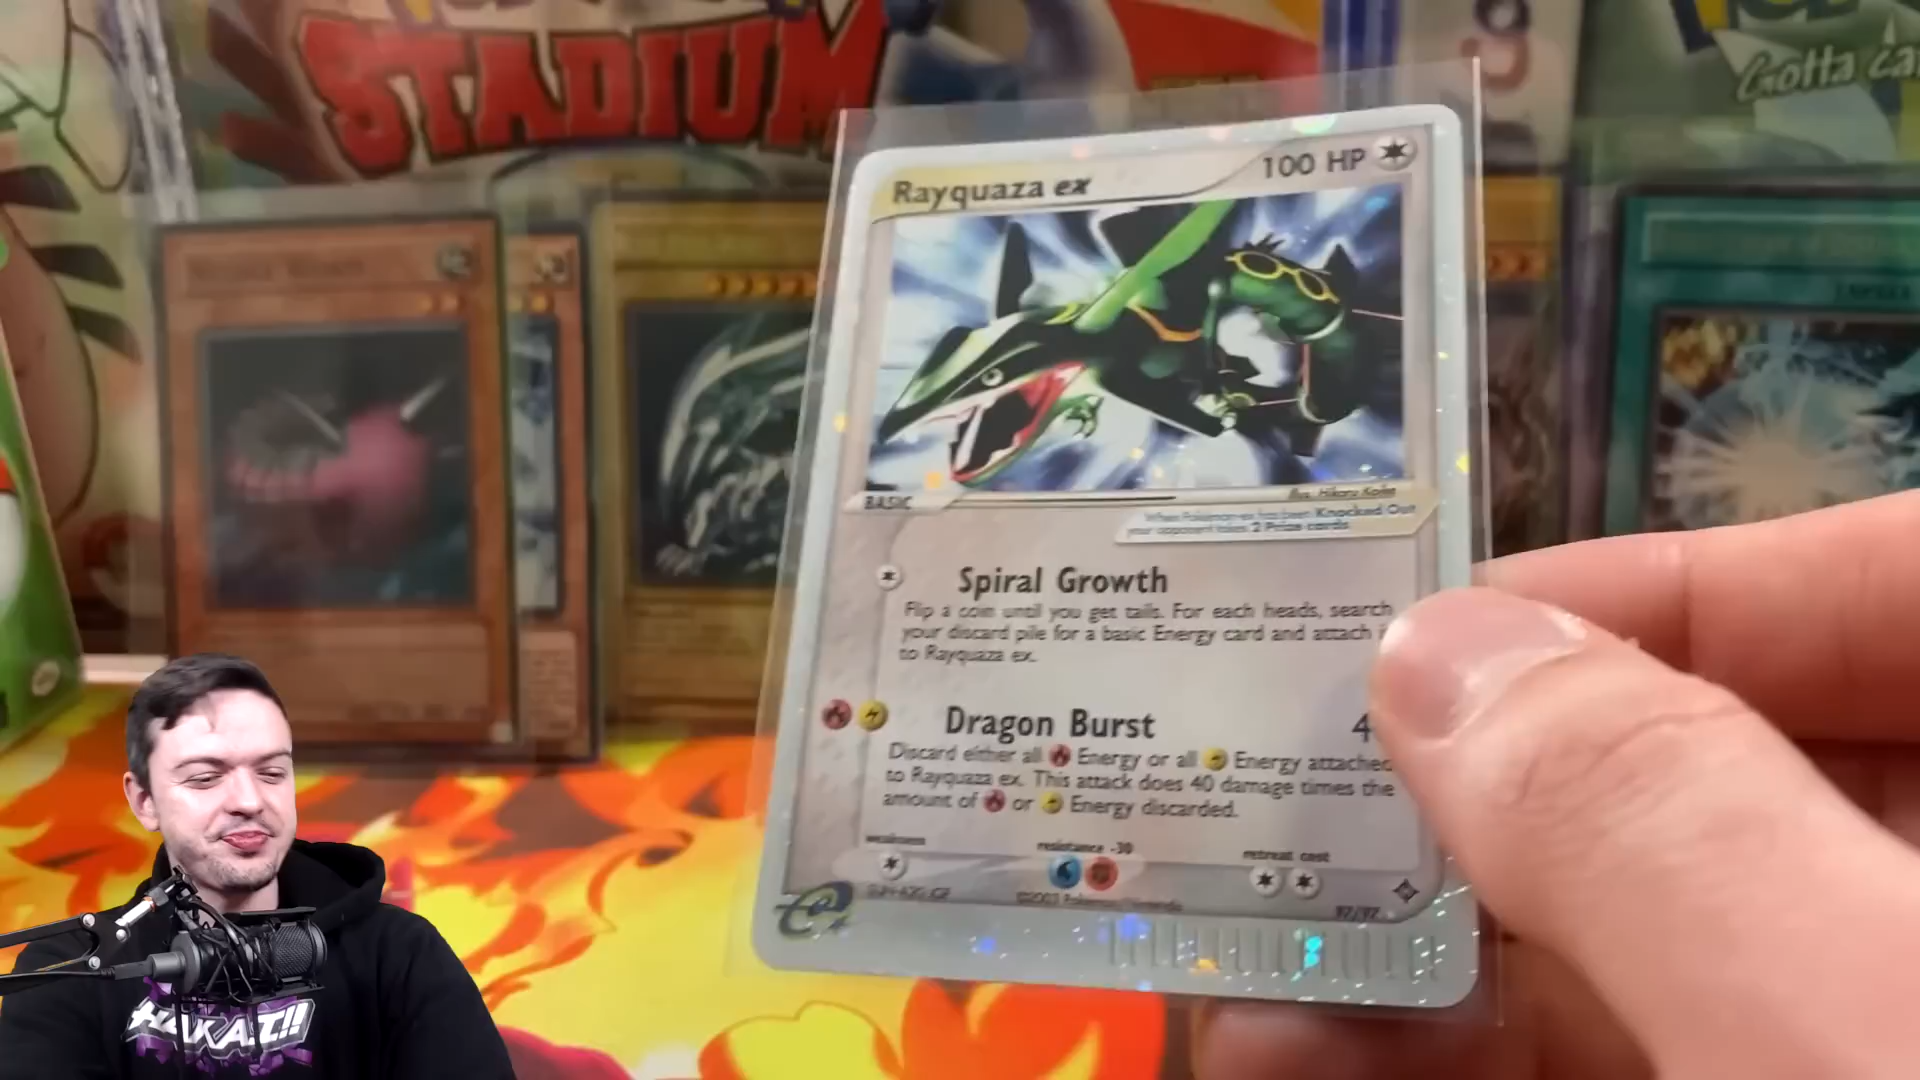 STADIUM
Gotta ca
Rayquaza ex
100 HP
BASIC
Illus. Hikaru Koike
When Pokémon-ex has been Knocked Out
your opponent takes 2 Prize cards
Spiral Growth
Flip a coin until you get tails. For each heads, search
your discard pile for a basic Energy card and attach i
to Rayquaza ex.
Dragon Burst 4
Discard either all Energy or all Energy attached
to Rayquaza ex. This attack does 40 damage times the
amount of or Energy discarded.
weakness
resistance -30
retreat cost
©2003 Pokémon/Nintendo
97/97
HAKAI!!